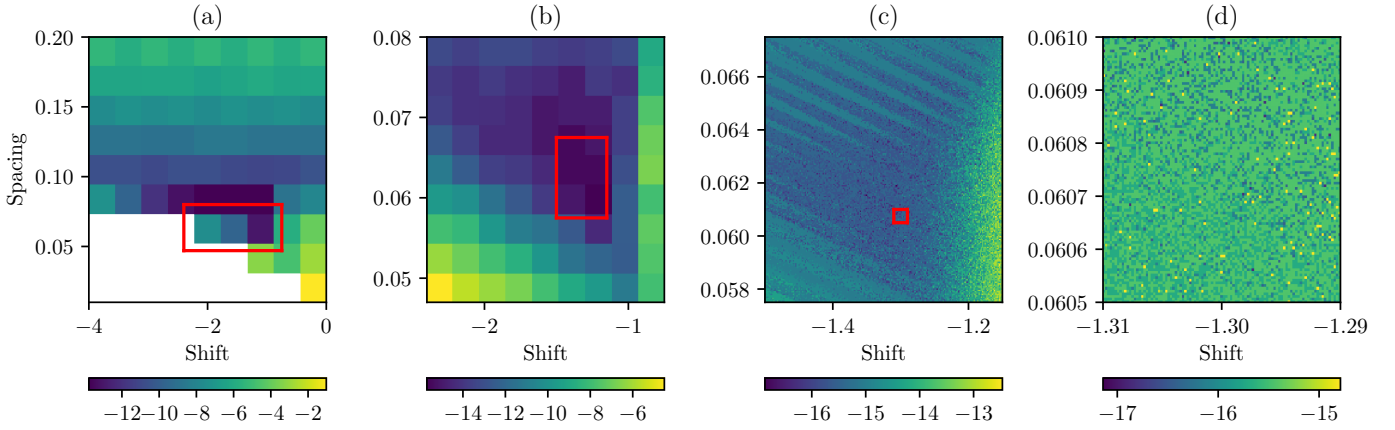 (a) (b) (c) (d)
0.20 0.15 0.10 0.05
Spacing
−4 −2 0
Shift
−12 −10 −8 −6 −4 −2
0.08 0.07 0.06 0.05
−2 −1
Shift
−14 −12 −10 −8 −6
0.066 0.064 0.062 0.060 0.058
−1.4 −1.2
Shift
−16 −15 −14 −13
0.0610 0.0609 0.0608 0.0607 0.0606 0.0605
−1.31 −1.30 −1.29
Shift
−17 −16 −15